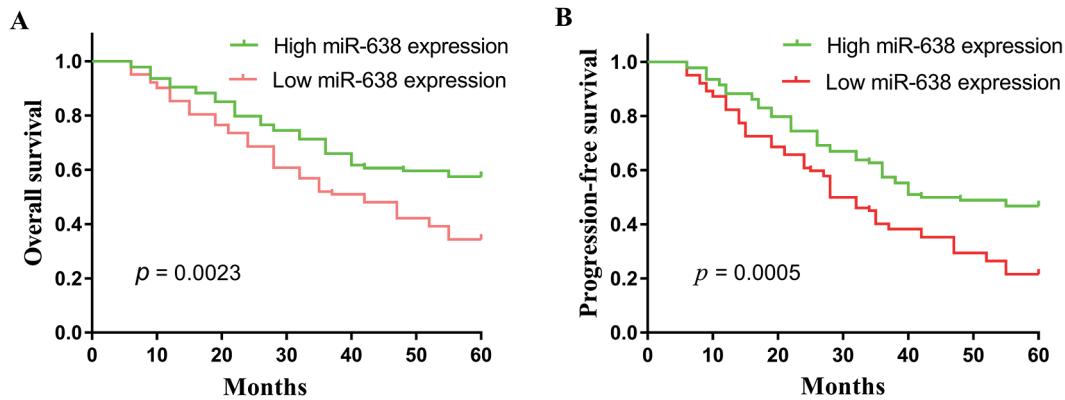 A
High miR-638 expression
Low miR-638 expression
Overall survival
1.0
0.8
0.6
0.4
0.2
0.0
p = 0.0023
0 10 20 30 40 50 60
Months
B
High miR-638 expression
Low miR-638 expression
Progression-free survival
1.0
0.8
0.6
0.4
0.2
0.0
p = 0.0005
0 10 20 30 40 50 60
Months